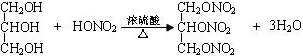 CH₂OH CH₂ONO₂
CHOH + HONO₂ 浓硫酸 △ CHONO₂ + 3H₂O
CH₂OH CH₂ONO₂